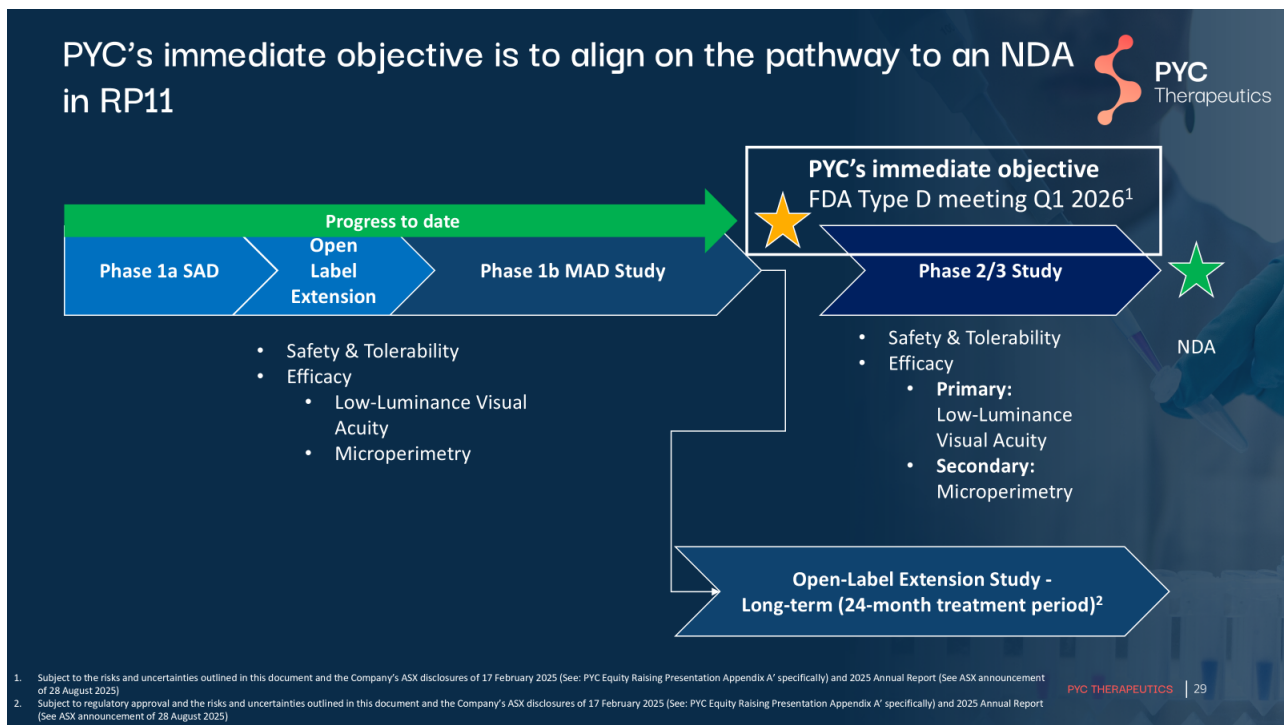 PYC's immediate objective is to align on the pathway to an NDA
in RP11
PYC
Therapeutics
PYC's immediate objective
FDA Type D meeting Q1 2026¹
Progress to date
Phase 1a SAD
Open
Label
Extension
Phase 1b MAD Study
Phase 2/3 Study
NDA
• Safety & Tolerability
• Efficacy
• Low-Luminance Visual
Acuity
• Microperimetry
• Safety & Tolerability
• Efficacy
• Primary:
Low-Luminance
Visual Acuity
• Secondary:
Microperimetry
Open-Label Extension Study -
Long-term (24-month treatment period)²
1. Subject to the risks and uncertainties outlined in this document and the Company's ASX disclosures of 17 February 2025 (See: PYC Equity Raising Presentation Appendix A' specifically) and 2025 Annual Report (See ASX announcement
of 28 August 2025)
2. Subject to regulatory approval and the risks and uncertainties outlined in this document and the Company's ASX disclosures of 17 February 2025 (See: PYC Equity Raising Presentation Appendix A' specifically) and 2025 Annual Report
(See ASX announcement of 28 August 2025)
PYC THERAPEUTICS | 29